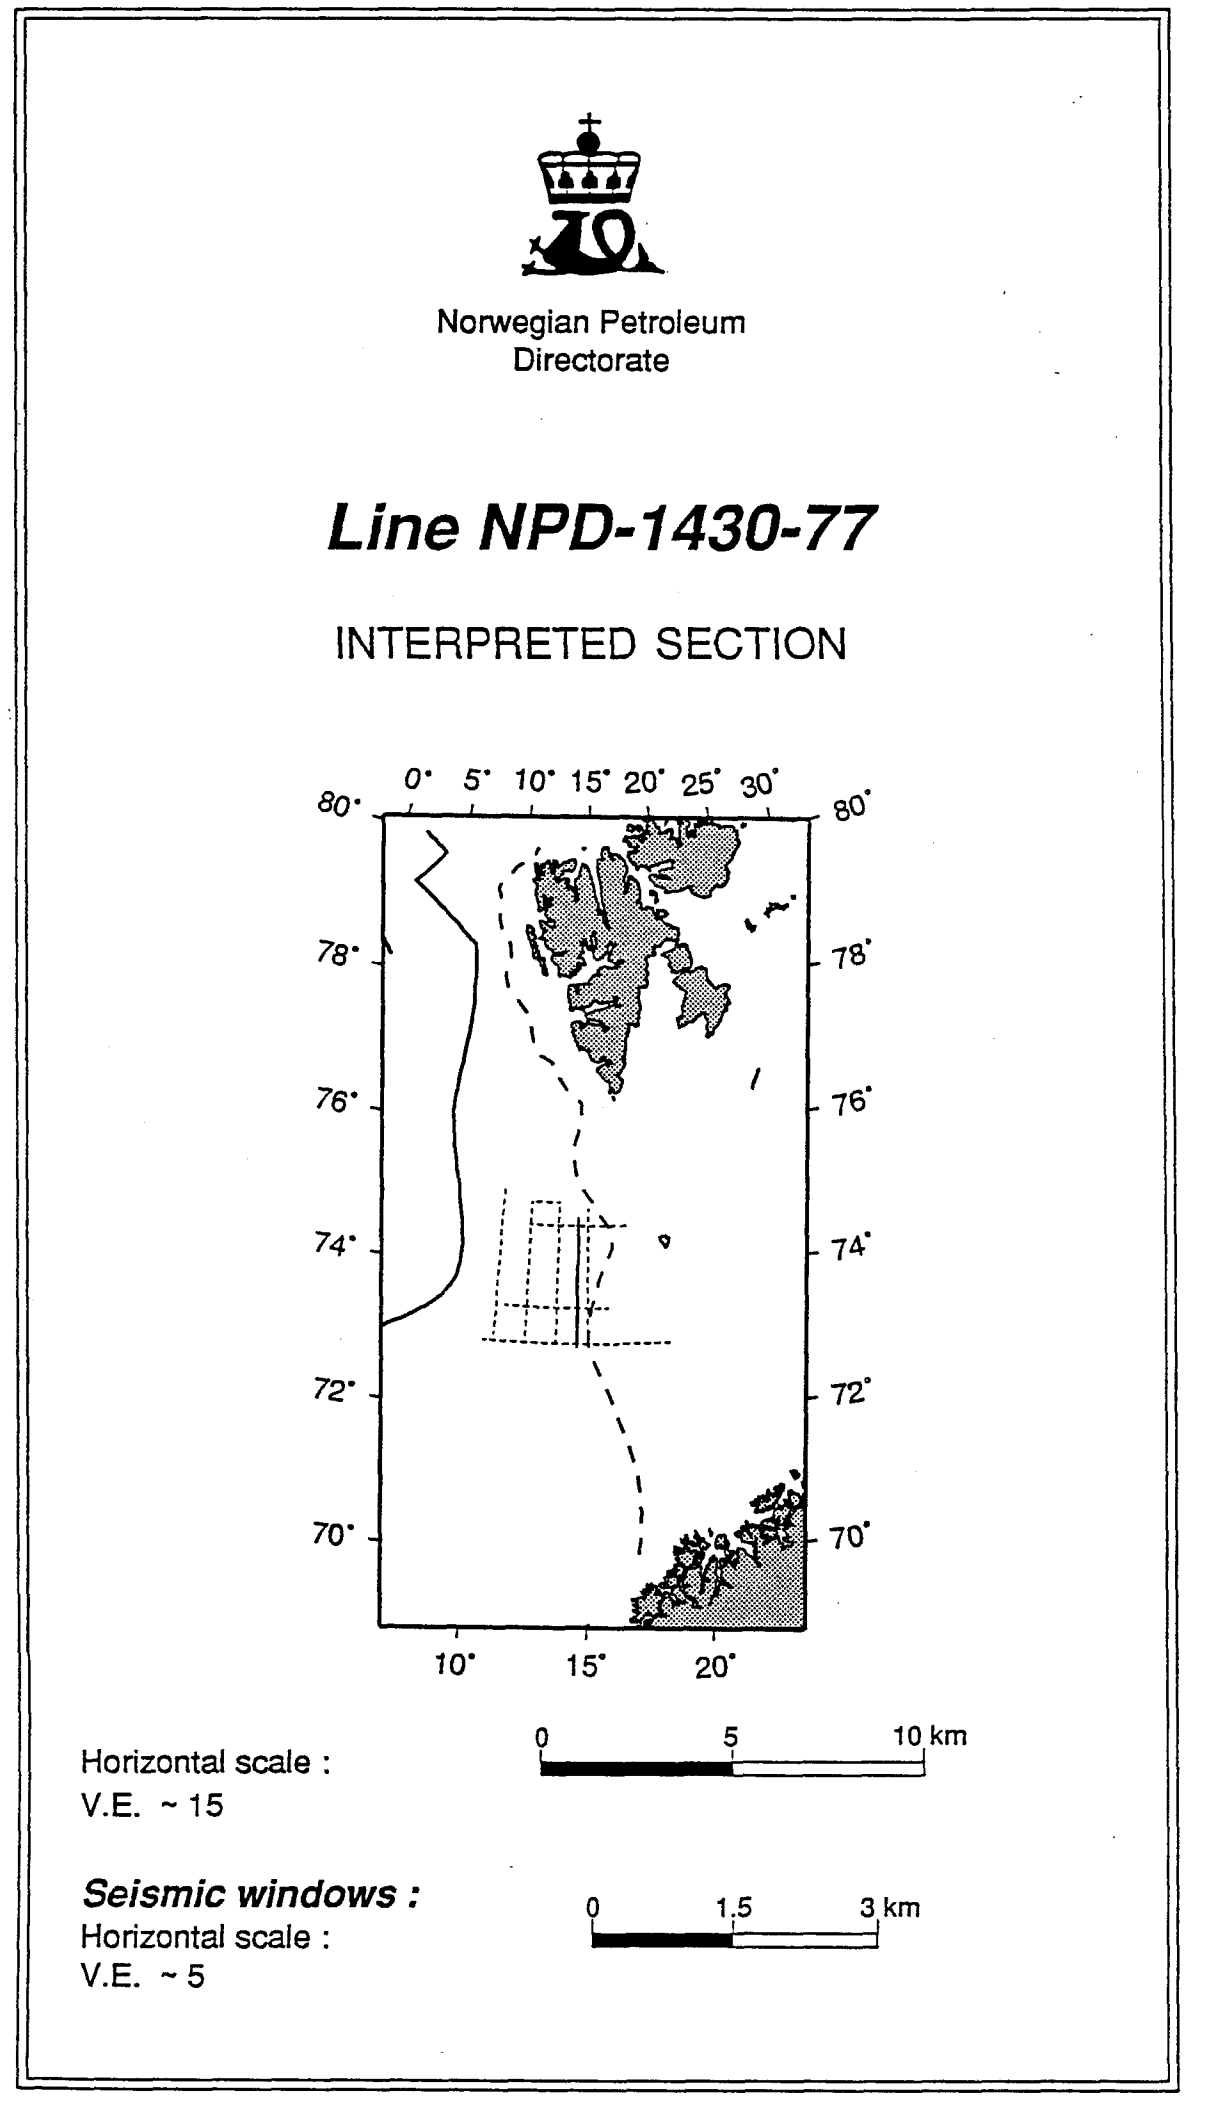 Norwegian Petroleum
Directorate
Line NPD-1430-77
INTERPRETED SECTION
0° 5° 10° 15° 20° 25° 30°
80° 80°
78° 78°
76° 76°
74° 74°
72° 72°
70° 70°
10° 15° 20°
0 5 10 km
Horizontal scale :
V.E. ~ 15
Seismic windows :
0 1.5 3 km
Horizontal scale :
V.E. ~ 5